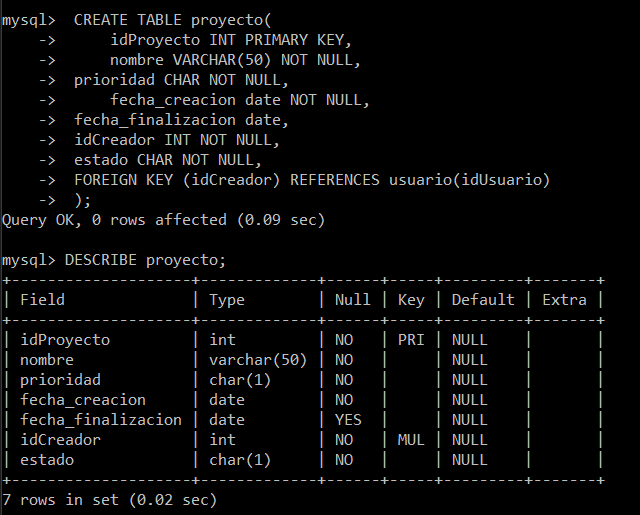 mysql>  CREATE TABLE proyecto(
    ->      idProyecto INT PRIMARY KEY,
    ->      nombre VARCHAR(50) NOT NULL,
    ->  prioridad CHAR NOT NULL,
    ->      fecha_creacion date NOT NULL,
    ->  fecha_finalizacion date,
    ->  idCreador INT NOT NULL,
    ->  estado CHAR NOT NULL,
    ->  FOREIGN KEY (idCreador) REFERENCES usuario(idUsuario)
    ->  );
Query OK, 0 rows affected (0.09 sec)

mysql> DESCRIBE proyecto;
+--------------------+-------------+------+-----+---------+-------+
| Field              | Type        | Null | Key | Default | Extra |
+--------------------+-------------+------+-----+---------+-------+
| idProyecto         | int         | NO   | PRI | NULL    |       |
| nombre             | varchar(50) | NO   |     | NULL    |       |
| prioridad          | char(1)     | NO   |     | NULL    |       |
| fecha_creacion     | date        | NO   |     | NULL    |       |
| fecha_finalizacion | date        | YES  |     | NULL    |       |
| idCreador          | int         | NO   | MUL | NULL    |       |
| estado             | char(1)     | NO   |     | NULL    |       |
+--------------------+-------------+------+-----+---------+-------+
7 rows in set (0.02 sec)